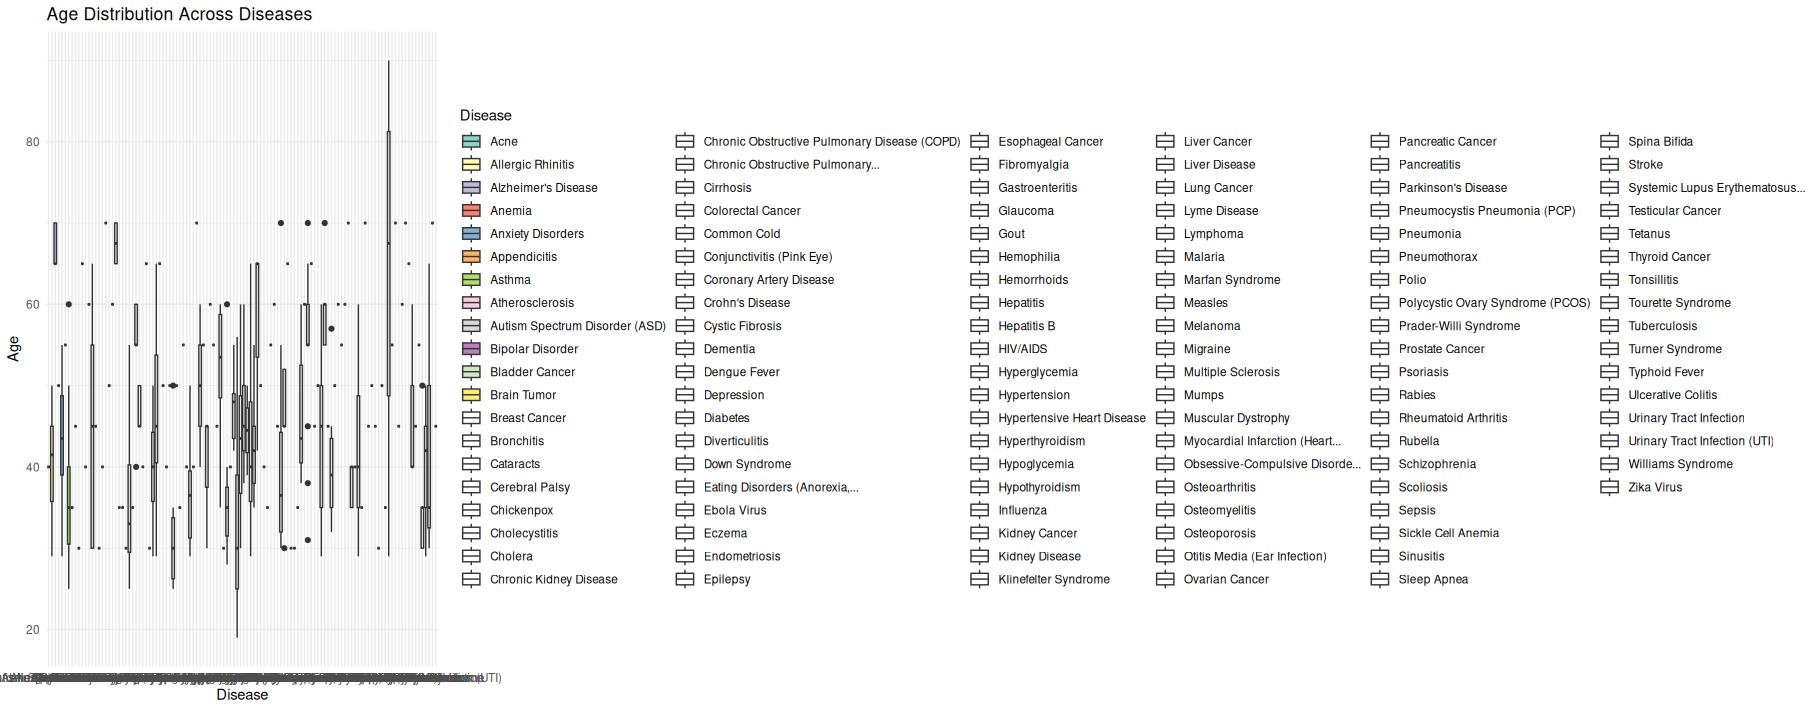 Age Distribution Across Diseases
Age
80
60
40
20
(UTI)
Disease
Disease
Acne
Allergic Rhinitis
Alzheimer's Disease
Anemia
Anxiety Disorders
Appendicitis
Asthma
Atherosclerosis
Autism Spectrum Disorder (ASD)
Bipolar Disorder
Bladder Cancer
Brain Tumor
Breast Cancer
Bronchitis
Cataracts
Cerebral Palsy
Chickenpox
Cholecystitis
Cholera
Chronic Kidney Disease
Chronic Obstructive Pulmonary Disease (COPD)
Chronic Obstructive Pulmonary...
Cirrhosis
Colorectal Cancer
Common Cold
Conjunctivitis (Pink Eye)
Coronary Artery Disease
Crohn's Disease
Cystic Fibrosis
Dementia
Dengue Fever
Depression
Diabetes
Diverticulitis
Down Syndrome
Eating Disorders (Anorexia,...
Ebola Virus
Eczema
Endometriosis
Epilepsy
Esophageal Cancer
Fibromyalgia
Gastroenteritis
Glaucoma
Gout
Hemophilia
Hemorrhoids
Hepatitis
Hepatitis B
HIV/AIDS
Hyperglycemia
Hypertension
Hypertensive Heart Disease
Hyperthyroidism
Hypoglycemia
Hypothyroidism
Influenza
Kidney Cancer
Kidney Disease
Klinefelter Syndrome
Liver Cancer
Liver Disease
Lung Cancer
Lyme Disease
Lymphoma
Malaria
Marfan Syndrome
Measles
Melanoma
Migraine
Multiple Sclerosis
Mumps
Muscular Dystrophy
Myocardial Infarction (Heart...
Obsessive-Compulsive Disorde...
Osteoarthritis
Osteomyelitis
Osteoporosis
Otitis Media (Ear Infection)
Ovarian Cancer
Pancreatic Cancer
Pancreatitis
Parkinson's Disease
Pneumocystis Pneumonia (PCP)
Pneumonia
Pneumothorax
Polio
Polycystic Ovary Syndrome (PCOS)
Prader-Willi Syndrome
Prostate Cancer
Psoriasis
Rabies
Rheumatoid Arthritis
Rubella
Schizophrenia
Scoliosis
Sepsis
Sickle Cell Anemia
Sinusitis
Sleep Apnea
Spina Bifida
Stroke
Systemic Lupus Erythematosus...
Testicular Cancer
Tetanus
Thyroid Cancer
Tonsillitis
Tourette Syndrome
Tuberculosis
Turner Syndrome
Typhoid Fever
Ulcerative Colitis
Urinary Tract Infection
Urinary Tract Infection (UTI)
Williams Syndrome
Zika Virus